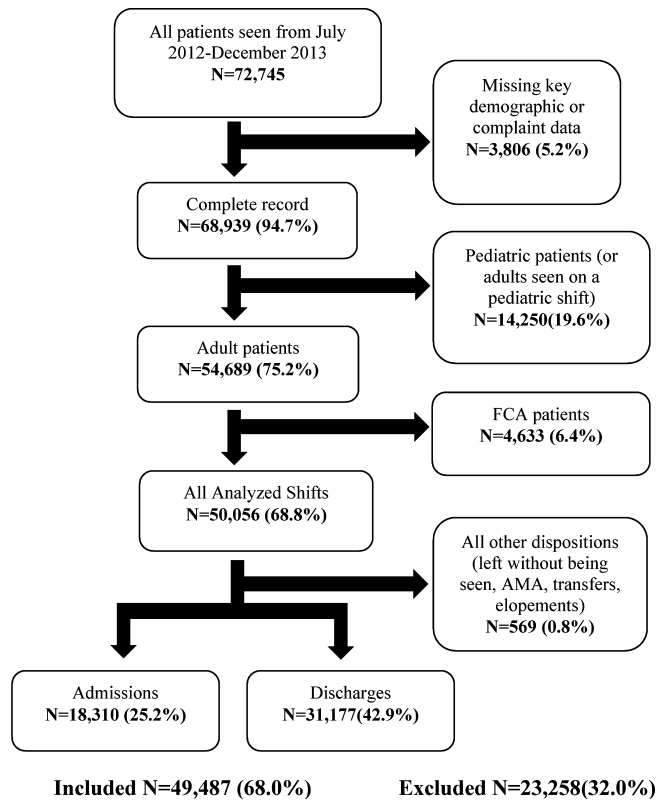 All patients seen from July
2012-December 2013
N=72,745
Missing key
demographic or
complaint data
N=3,806 (5.2%)
Complete record
N=68,939 (94.7%)
Pediatric patients (or
adults seen on a
pediatric shift)
N=14,250(19.6%)
Adult patients
N=54,689 (75.2%)
FCA patients
N=4,633 (6.4%)
All Analyzed Shifts
N=50,056 (68.8%)
All other dispositions
(left without being
seen, AMA, transfers,
elopements)
N=569 (0.8%)
Admissions
N=18,310 (25.2%)
Discharges
N=31,177(42.9%)
Included N=49,487 (68.0%)
Excluded N=23,258(32.0%)